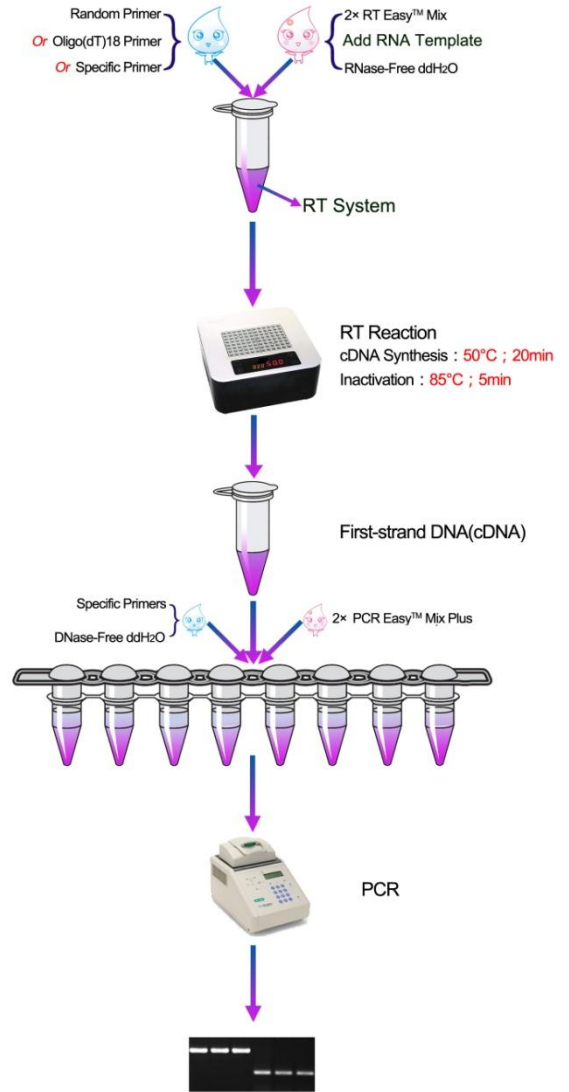 Random Primer
Or Oligo(dT)18 Primer
Or Specific Primer
2× RT Easy™ Mix
Add RNA Template
RNase-Free ddH2O
RT System
RT Reaction
cDNA Synthesis : 50°C ; 20min
Inactivation : 85°C ; 5min
First-strand DNA(cDNA)
Specific Primers
DNase-Free ddH2O
2× PCR Easy™ Mix Plus
PCR